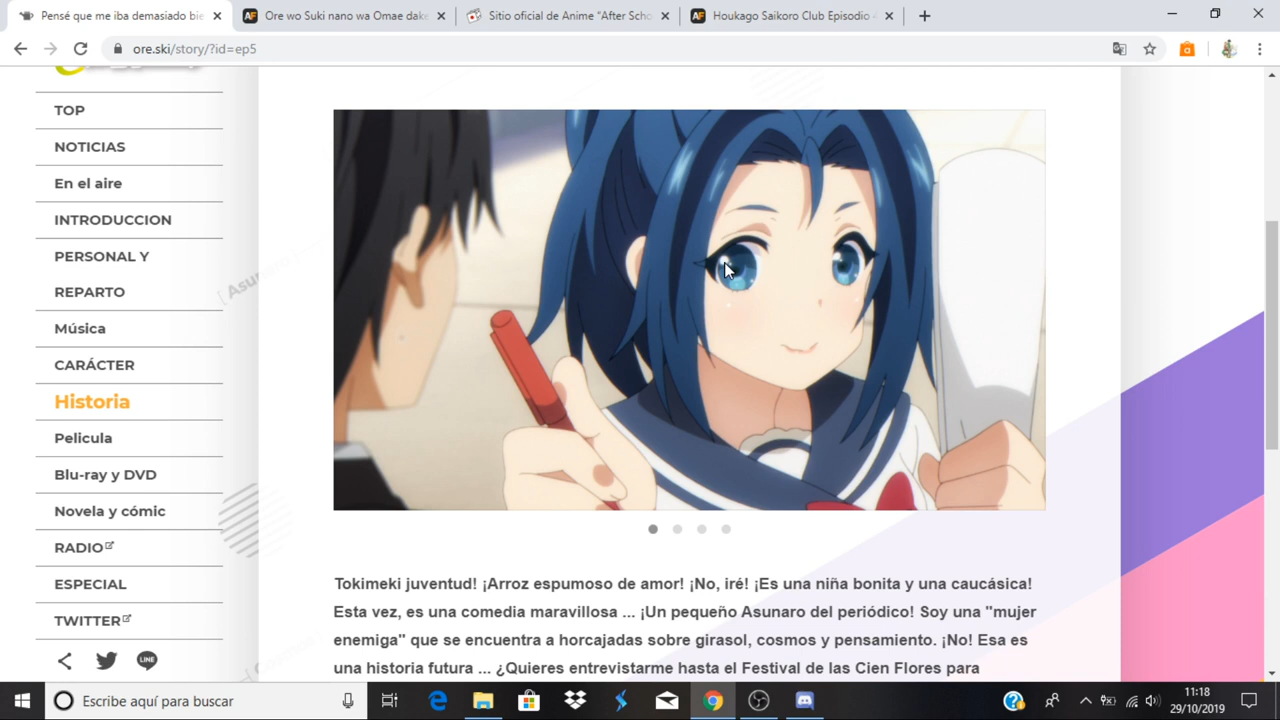 Pensé que me iba demasiado bie
Ore wo Suki nano wa Omae dake
Sitio oficial de Anime "After Scho
Houkago Saikoro Club Episodio 4
ore.ski/story/?id=ep5
TOP
NOTICIAS
En el aire
INTRODUCCION
PERSONAL Y
REPARTO
Música
CARÁCTER
Historia
Pelicula
Blu-ray y DVD
Novela y cómic
RADIO
ESPECIAL
TWITTER
LINE
[ Asunaro
Tokimeki juventud! ¡Arroz espumoso de amor! ¡No, iré! ¡Es una niña bonita y una caucásica!
Esta vez, es una comedia maravillosa ... ¡Un pequeño Asunaro del periódico! Soy una "mujer
enemiga" que se encuentra a horcajadas sobre girasol, cosmos y pensamiento. ¡No! Esa es
una historia futura ... ¿Quieres entrevistarme hasta el Festival de las Cien Flores para
Escribe aquí para buscar
11:18
29/10/2019